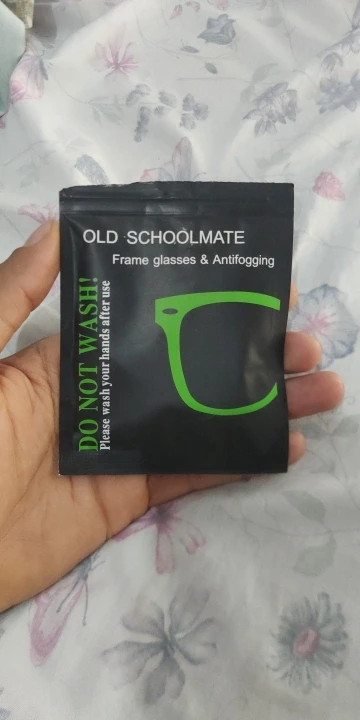 OLD SCHOOLMATE
Frame glasses & Antifogging
DO NOT WASH!
Please wash your hands after use